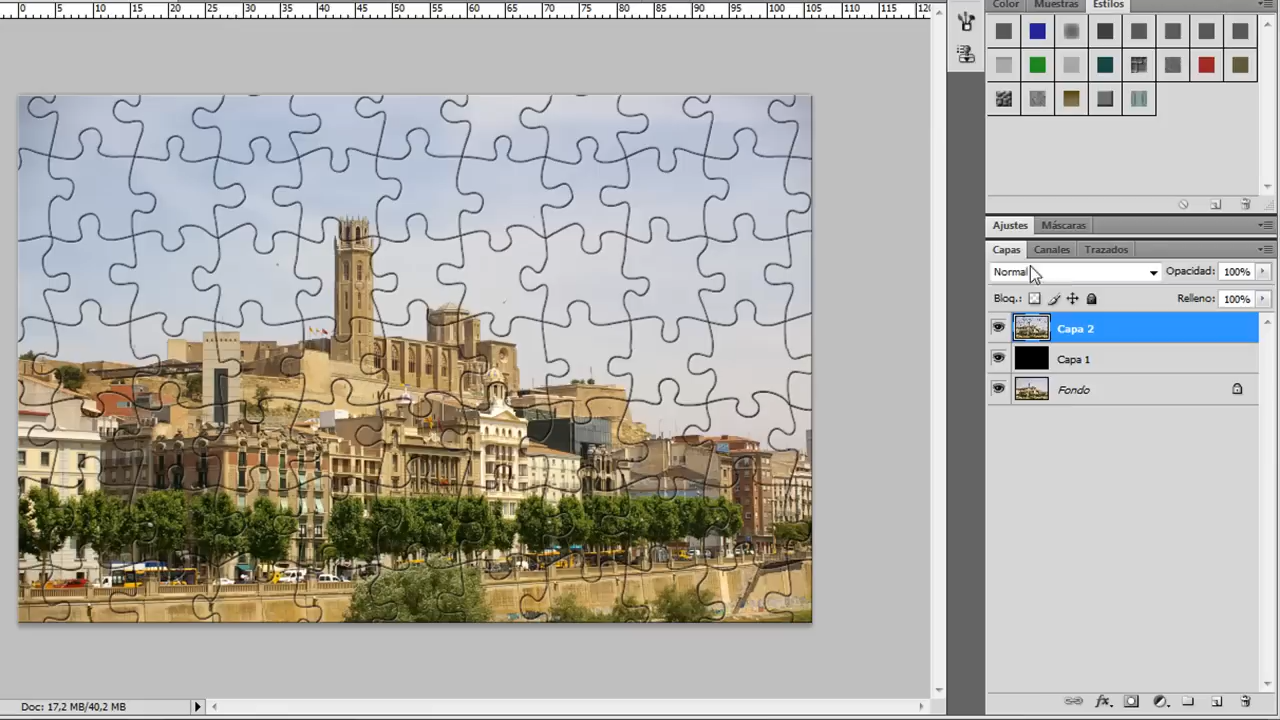 0 5 10 15 20 25 30 35 40 45 50 55 60 65 70 75 80 85 90 95 100 105 110 115 120
Color Muestras Estilos
Ajustes Máscaras
Capas Canales Trazados
Normal Opacidad: 100%
Bloq.: Relleno: 100%
Capa 2
Capa 1
Fondo
fx
Doc: 17,2 MB/40,2 MB